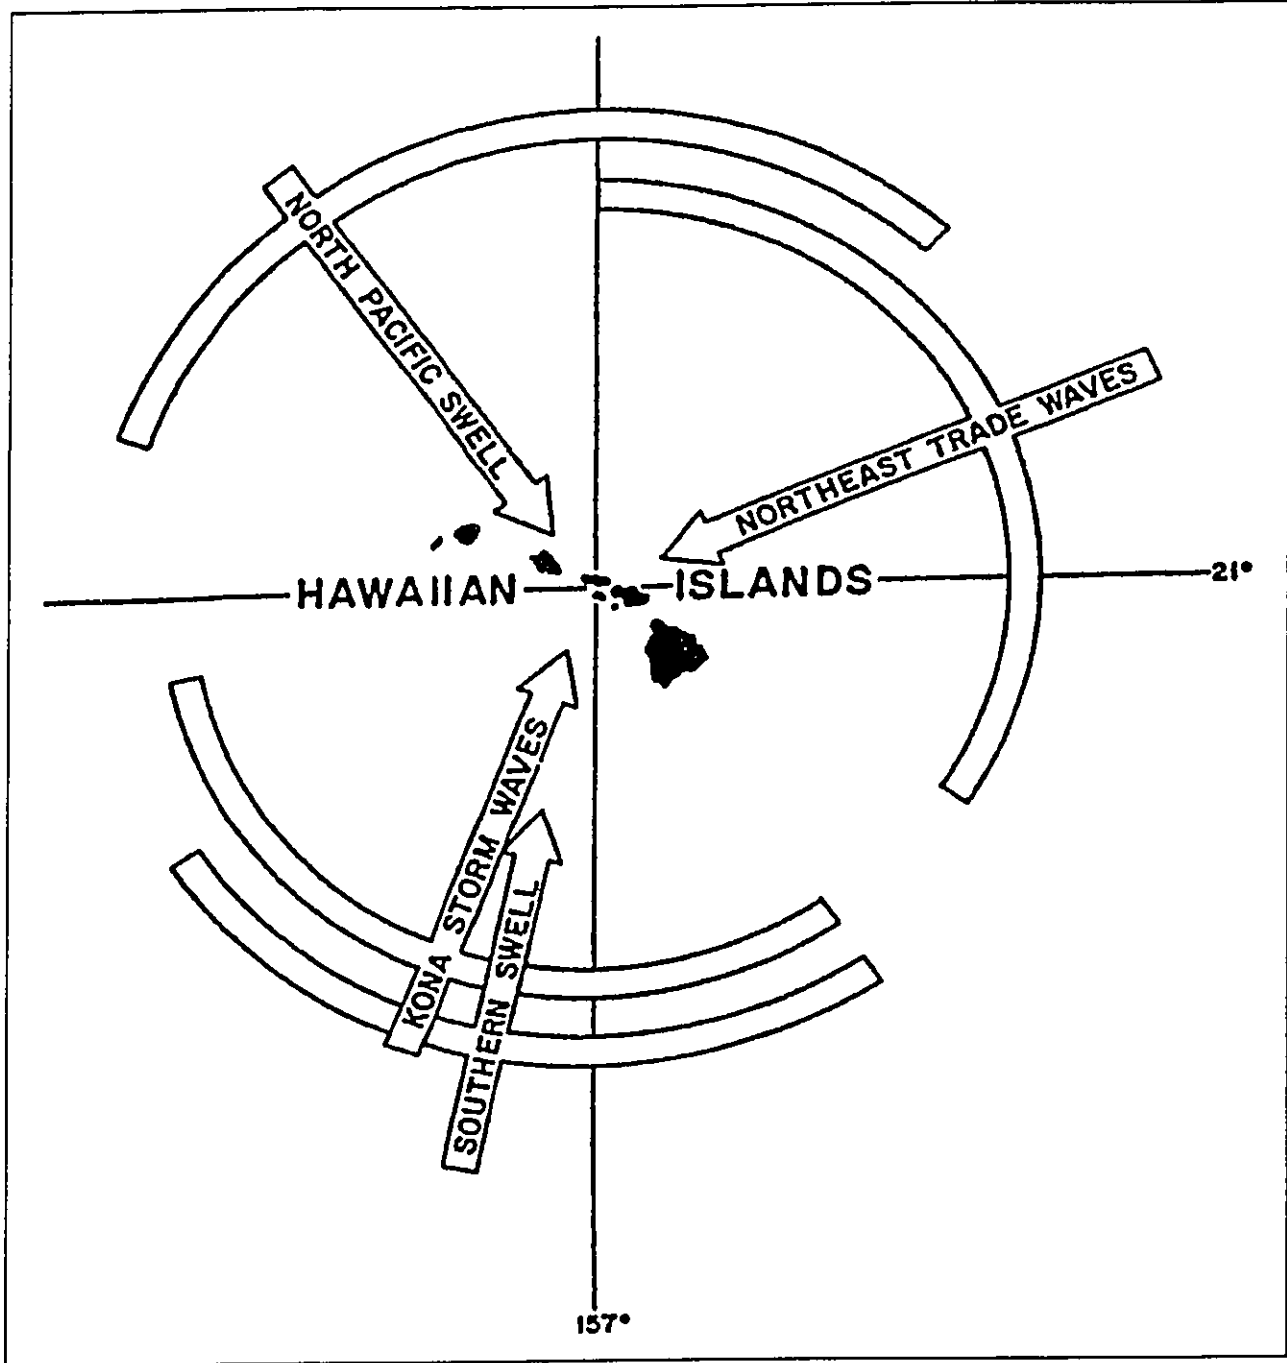 NORTH PACIFIC SWELL
NORTHEAST TRADE WAVES
HAWAIIAN ISLANDS
21°
KONA STORM WAVES
SOUTHERN SWELL
157°